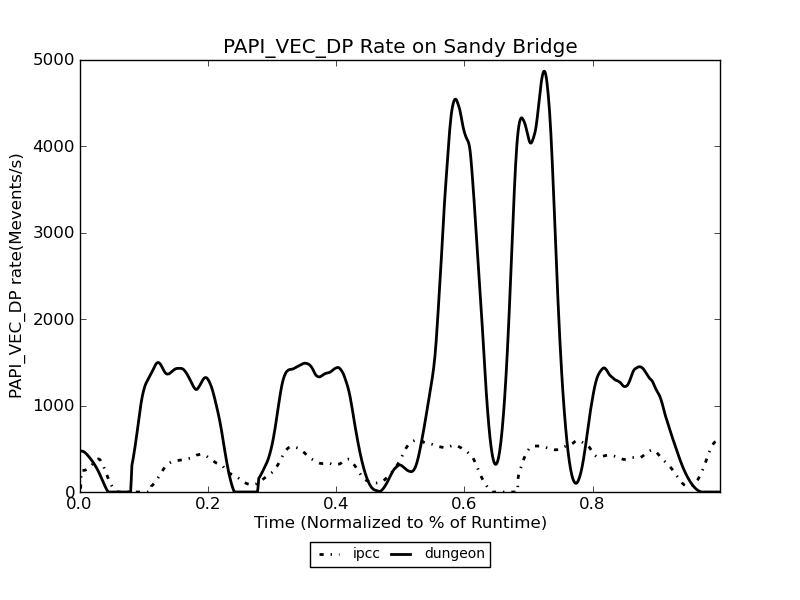 PAPI_VEC_DP Rate on Sandy Bridge
PAPI_VEC_DP rate(Mevents/s)
5000
4000
3000
2000
1000
0
0.0 0.2 0.4 0.6 0.8
Time (Normalized to % of Runtime)
ipcc dungeon